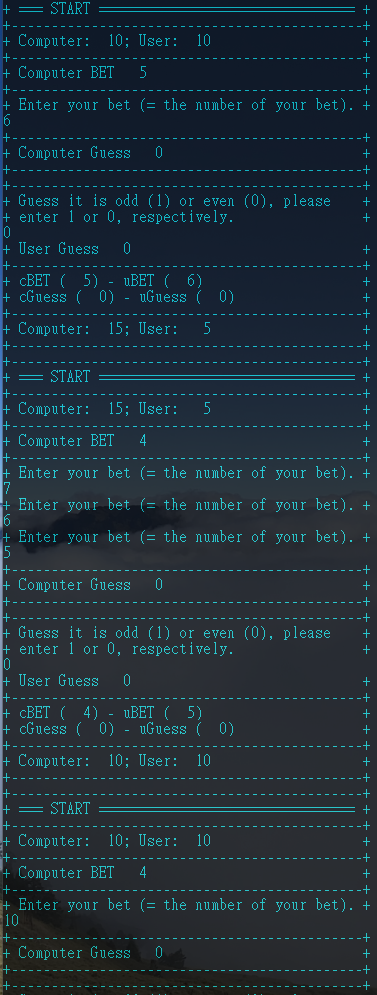 + === START ================================ +
+--------------------------------------------+
+ Computer:  10; User:  10                   +
+--------------------------------------------+
+ Computer BET   5                           +
+--------------------------------------------+
+ Enter your bet (= the number of your bet). +
6
+--------------------------------------------+
+ Computer Guess   0                         +
+--------------------------------------------+
+--------------------------------------------+
+ Guess it is odd (1) or even (0), please    +
+ enter 1 or 0, respectively.                +
0
+ User Guess   0                             +
+--------------------------------------------+
+ cBET (  5) - uBET (  6)                    +
+ cGuess (  0) - uGuess (  0)                +
+--------------------------------------------+
+ Computer:  15; User:   5                   +
+--------------------------------------------+
+--------------------------------------------+
+ === START ================================ +
+--------------------------------------------+
+ Computer:  15; User:   5                   +
+--------------------------------------------+
+ Computer BET   4                           +
+--------------------------------------------+
+ Enter your bet (= the number of your bet). +
7
+ Enter your bet (= the number of your bet). +
6
+ Enter your bet (= the number of your bet). +
5
+--------------------------------------------+
+ Computer Guess   0                         +
+--------------------------------------------+
+--------------------------------------------+
+ Guess it is odd (1) or even (0), please    +
+ enter 1 or 0, respectively.                +
0
+ User Guess   0                             +
+--------------------------------------------+
+ cBET (  4) - uBET (  5)                    +
+ cGuess (  0) - uGuess (  0)                +
+--------------------------------------------+
+ Computer:  10; User:  10                   +
+--------------------------------------------+
+--------------------------------------------+
+ === START ================================ +
+--------------------------------------------+
+ Computer:  10; User:  10                   +
+--------------------------------------------+
+ Computer BET   4                           +
+--------------------------------------------+
+ Enter your bet (= the number of your bet). +
10
+--------------------------------------------+
+ Computer Guess   0                         +
+--------------------------------------------+
+--------------------------------------------+